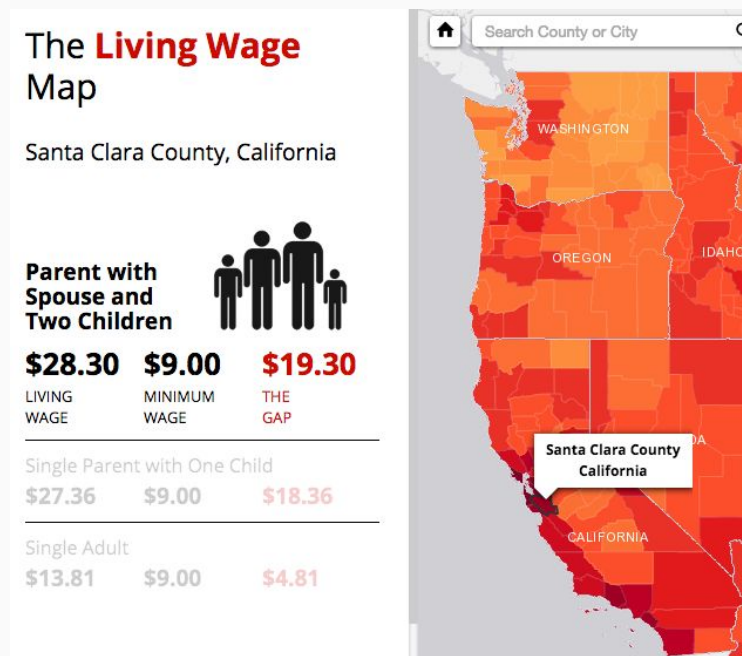 The Living Wage
Map
Santa Clara County, California
Parent with
Spouse and
Two Children
$28.30 $9.00 $19.30
LIVING MINIMUM THE
WAGE WAGE GAP
Single Parent with One Child
$27.36 $9.00 $18.36
Single Adult
$13.81 $9.00 $4.81
Search County or City
WASHINGTON
OREGON
IDAHO
Santa Clara County
California
DA
CALIFORNIA